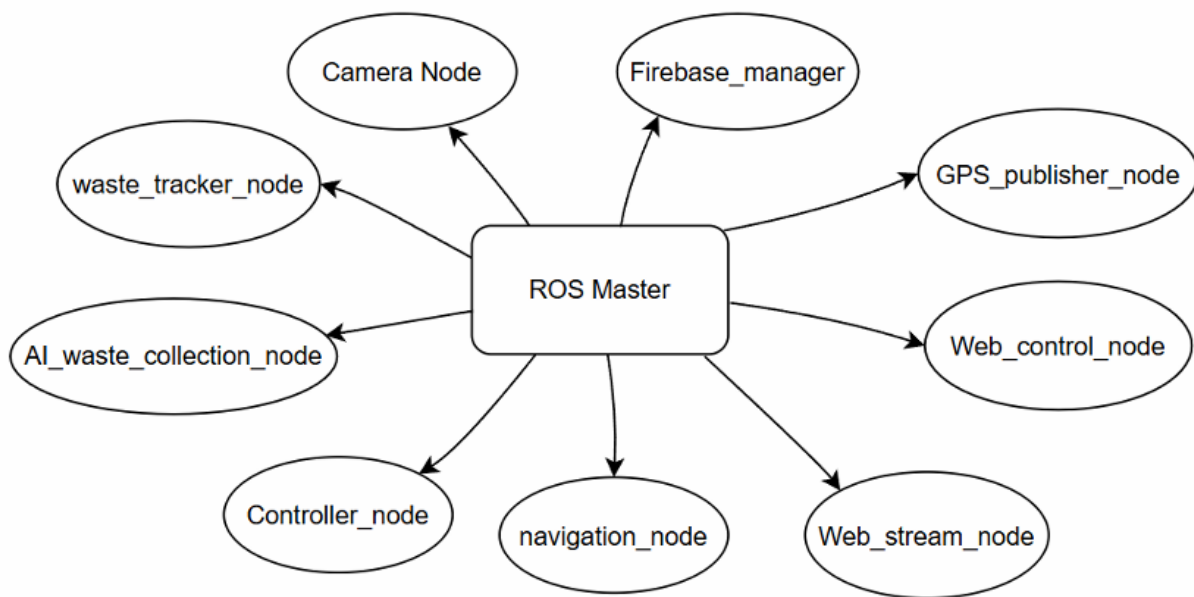 Camera Node
Firebase_manager
waste_tracker_node
GPS_publisher_node
ROS Master
AI_waste_collection_node
Web_control_node
Controller_node
navigation_node
Web_stream_node